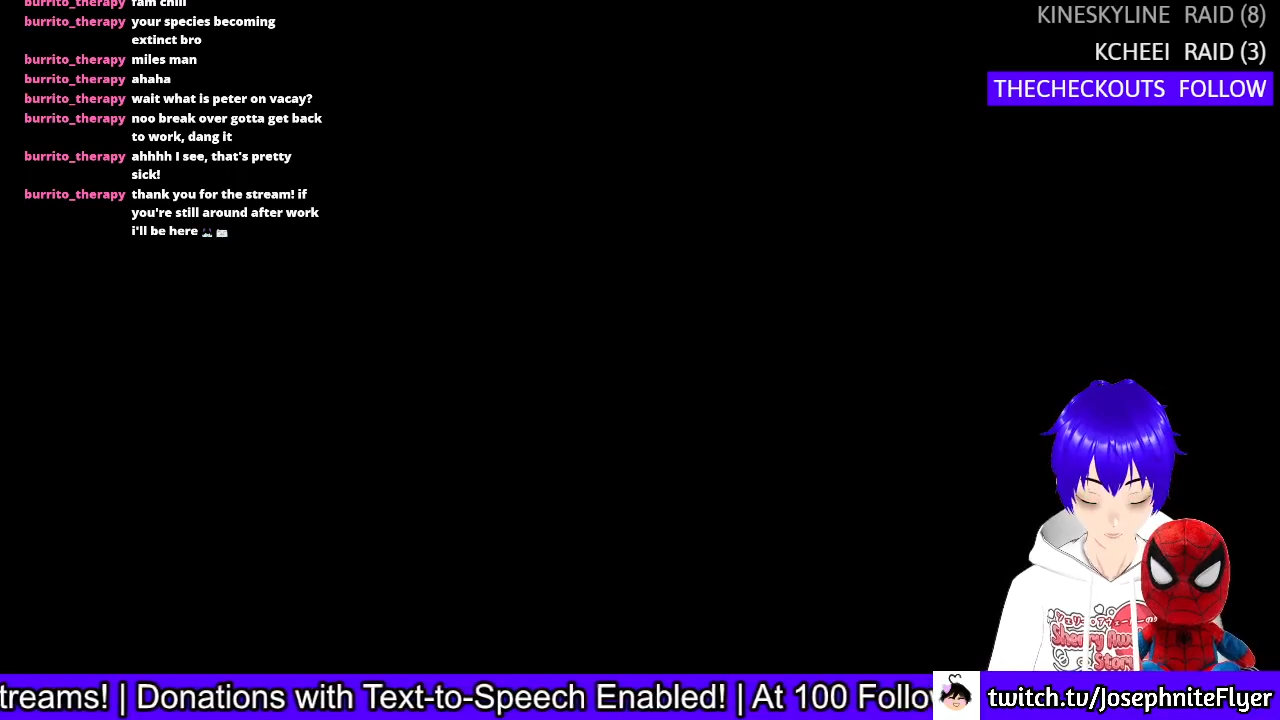 burrito_therapy fam chill
burrito_therapy your species becoming
extinct bro
burrito_therapy miles man
burrito_therapy ahaha
burrito_therapy wait what is peter on vacay?
burrito_therapy noo break over gotta get back
to work, dang it
burrito_therapy ahhhh I see, that's pretty
sick!
burrito_therapy thank you for the stream! if
you're still around after work
i'll be here
KINESKYLINE RAID (8)
KCHEEI RAID (3)
THECHECKOUTS FOLLOW
Sherry
Stor
treams! | Donations with Text-to-Speech Enabled! | At 100 Follow
twitch.tv/JosephniteFlyer